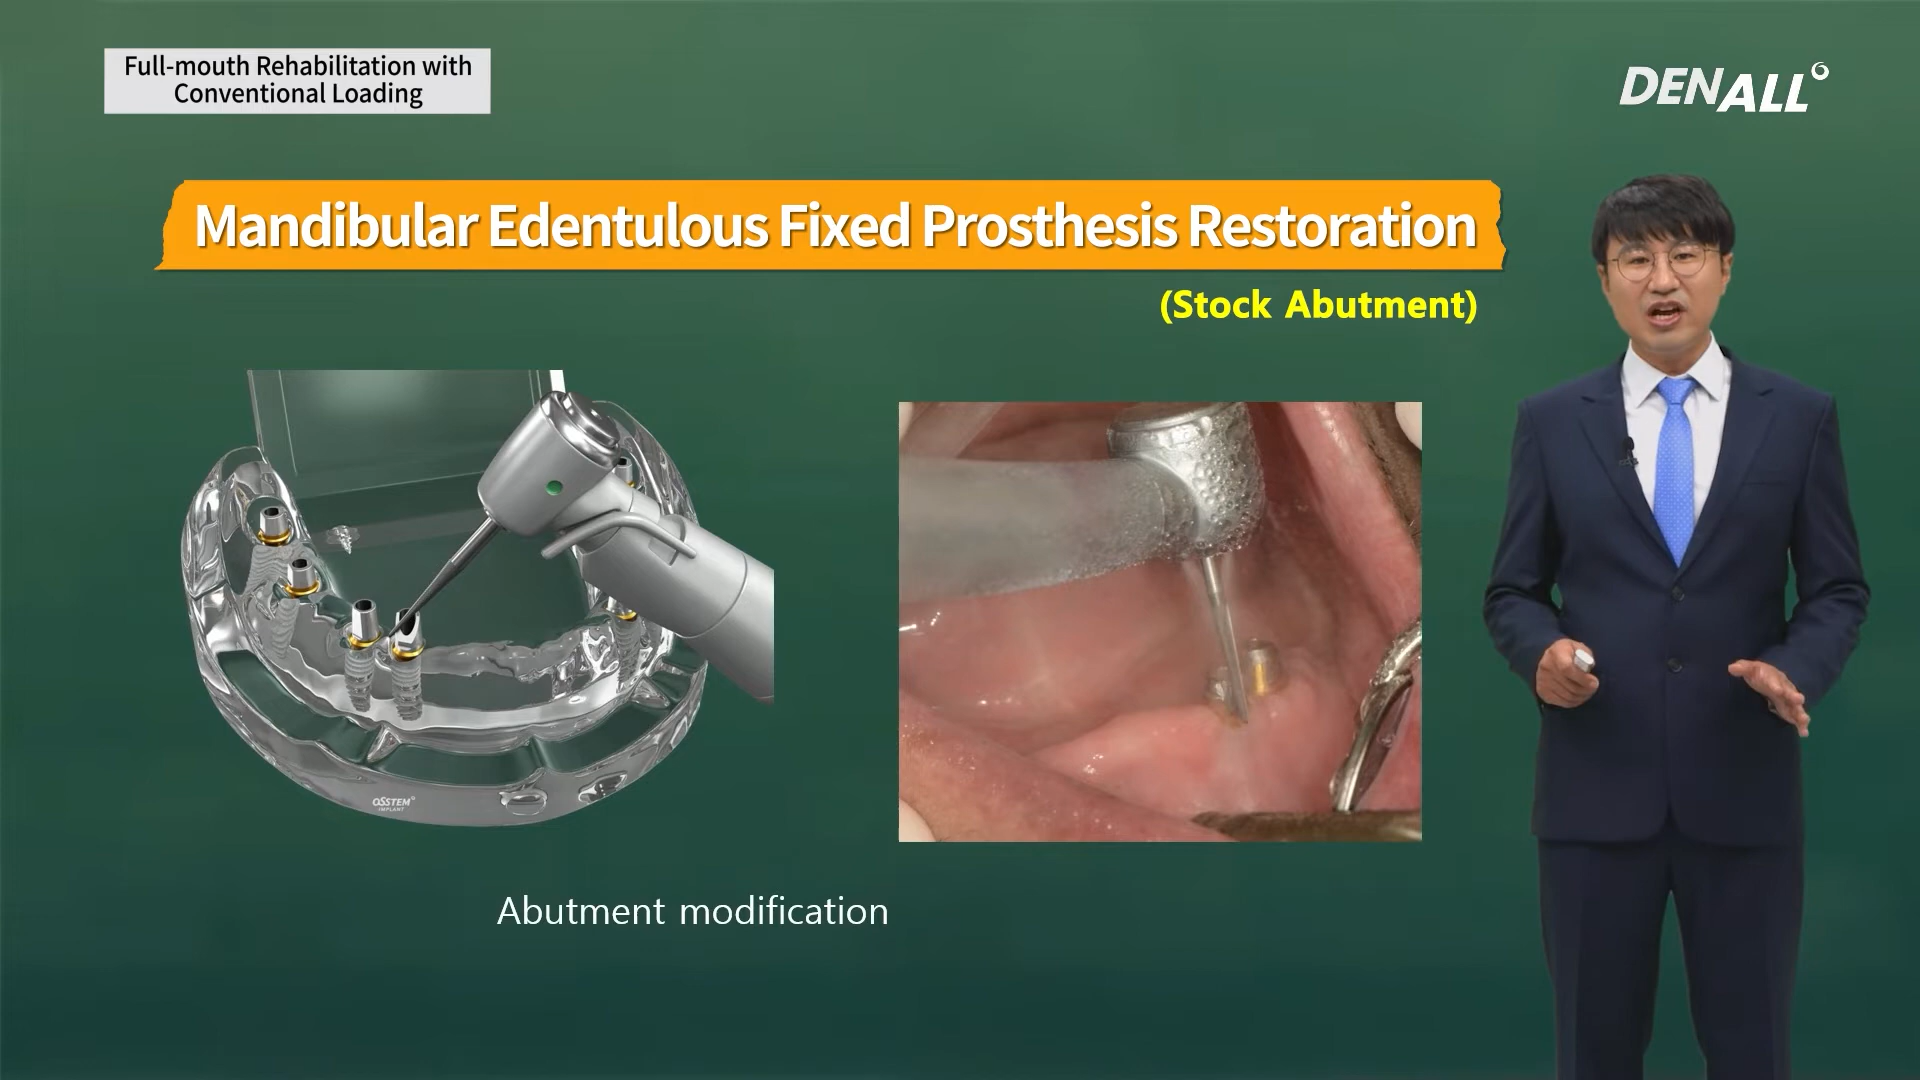 Full-mouth Rehabilitation with
Conventional Loading
DENALL
Mandibular Edentulous Fixed Prosthesis Restoration
(Stock Abutment)
OSSTEM
IMPLANT
Abutment modification